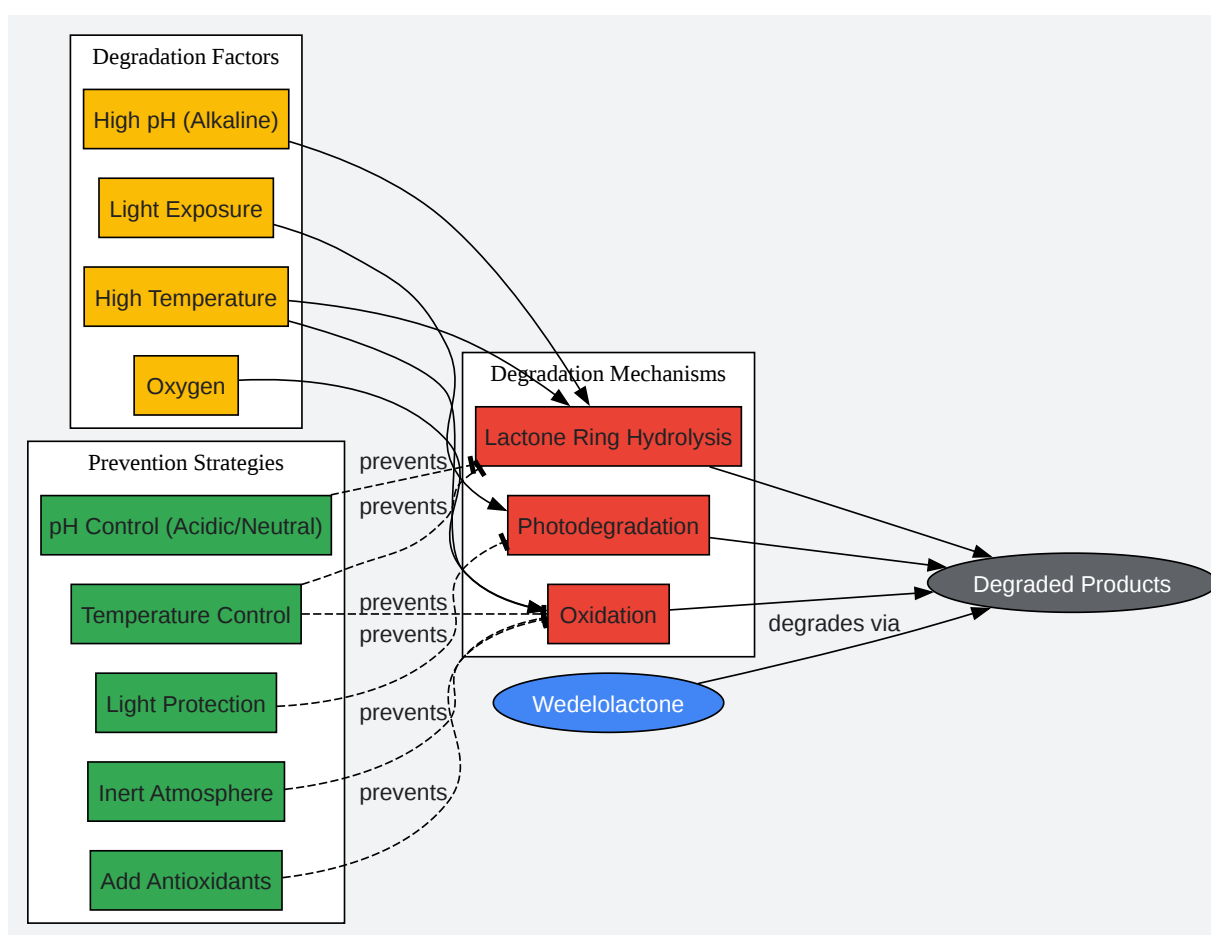 Degradation Factors
High pH (Alkaline)
Light Exposure
High Temperature
Oxygen
Prevention Strategies
pH Control (Acidic/Neutral)
Temperature Control
Light Protection
Inert Atmosphere
Add Antioxidants
prevents
prevents
prevents
prevents
prevents
prevents
Degradation Mechanisms
Lactone Ring Hydrolysis
Photodegradation
Oxidation
Wedelolactone
degrades via
Degraded Products